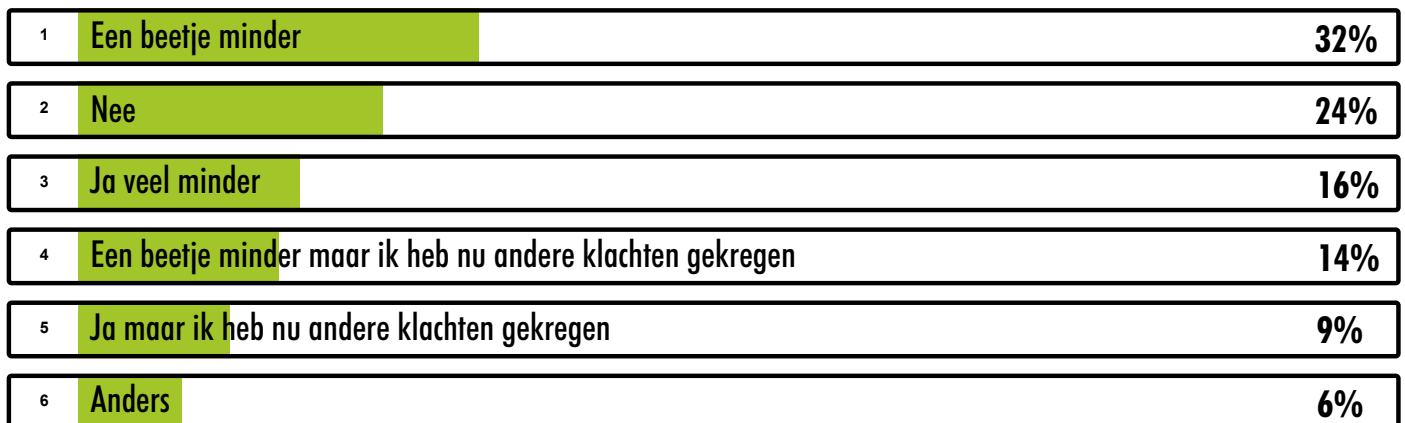 1 Een beetje minder 32%
2 Nee 24%
3 Ja veel minder 16%
4 Een beetje minder maar ik heb nu andere klachten gekregen 14%
5 Ja maar ik heb nu andere klachten gekregen 9%
6 Anders 6%